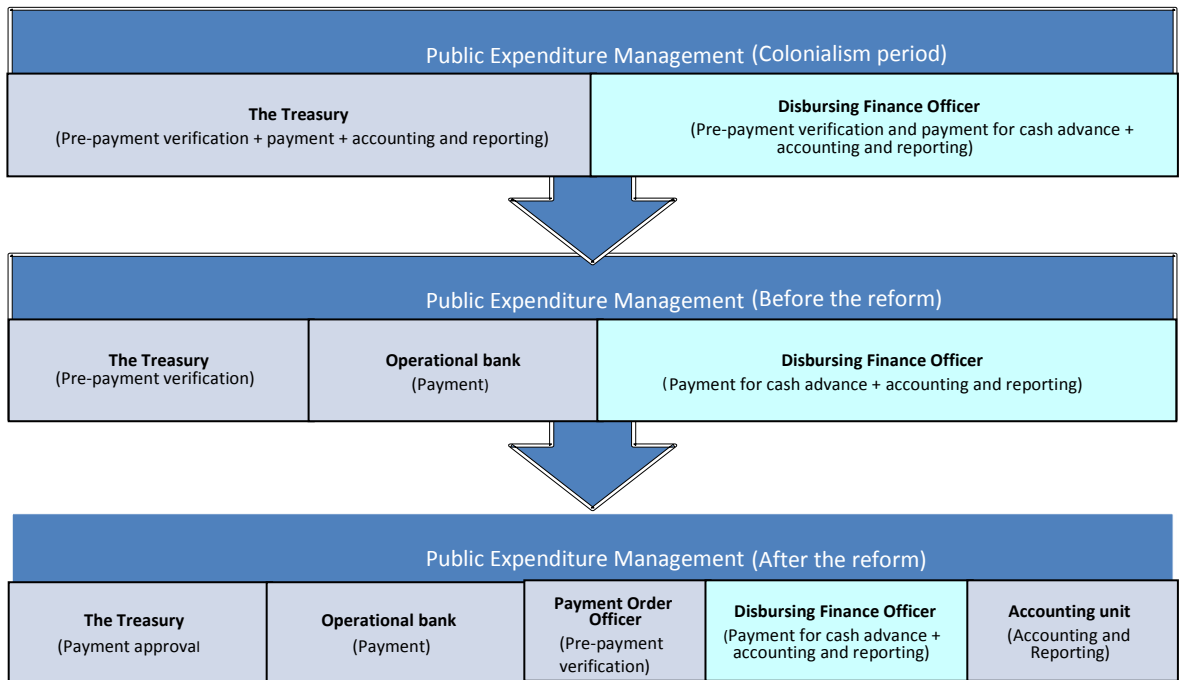 Public Expenditure Management (Colonialism period)
The Treasury
(Pre-payment verification + payment + accounting and reporting)
Disbursing Finance Officer
(Pre-payment verification and payment for cash advance +
accounting and reporting)
Public Expenditure Management (Before the reform)
The Treasury
(Pre-payment verification)
Operational bank
(Payment)
Disbursing Finance Officer
(Payment for cash advance + accounting and reporting)
Public Expenditure Management (After the reform)
The Treasury
(Payment approval
Operational bank
(Payment)
Payment Order
Officer
(Pre-payment
verification)
Disbursing Finance Officer
(Payment for cash advance +
accounting and reporting)
Accounting unit
(Accounting and
Reporting)